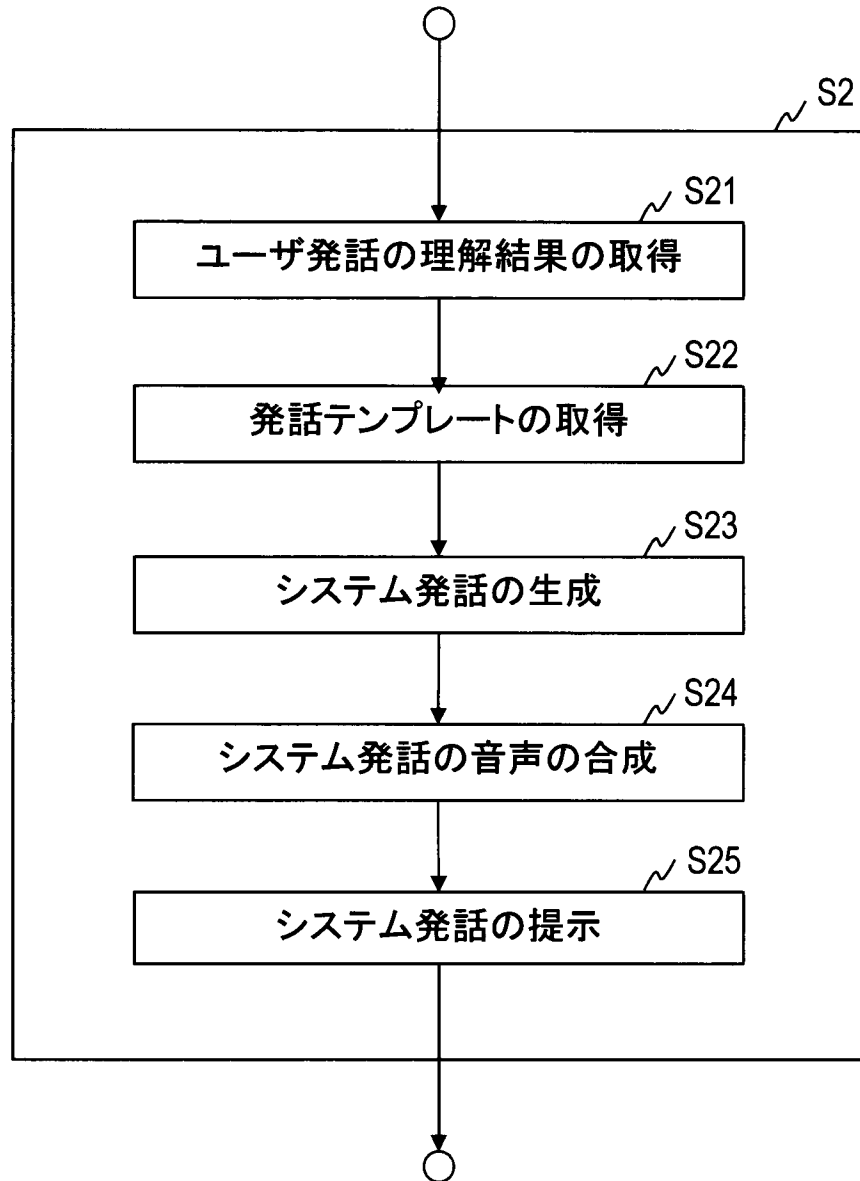 S2
S21
ユーザ発話の理解結果の取得
S22
発話テンプレートの取得
S23
システム発話の生成
S24
システム発話の音声の合成
S25
システム発話の提示